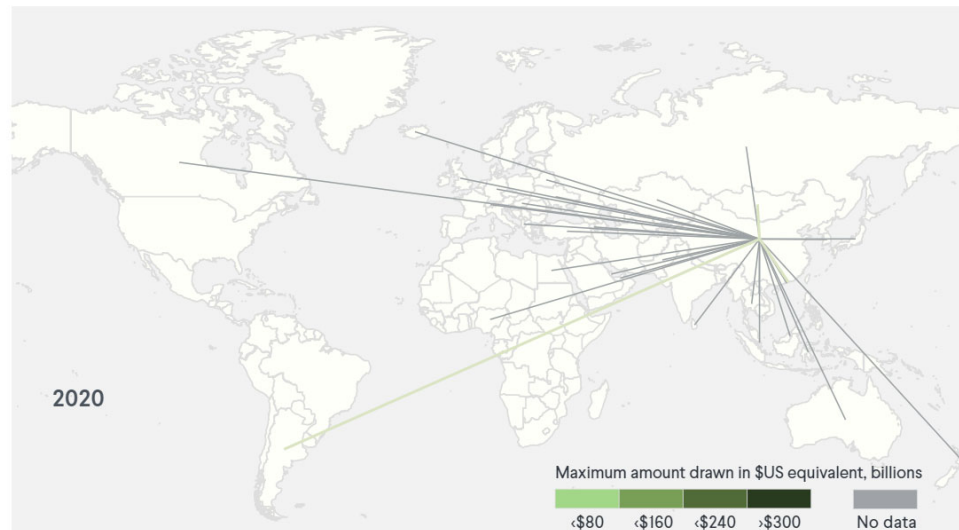 2020
Maximum amount drawn in $US equivalent, billions
‹$80 ‹$160 ‹$240 ›$300 No data